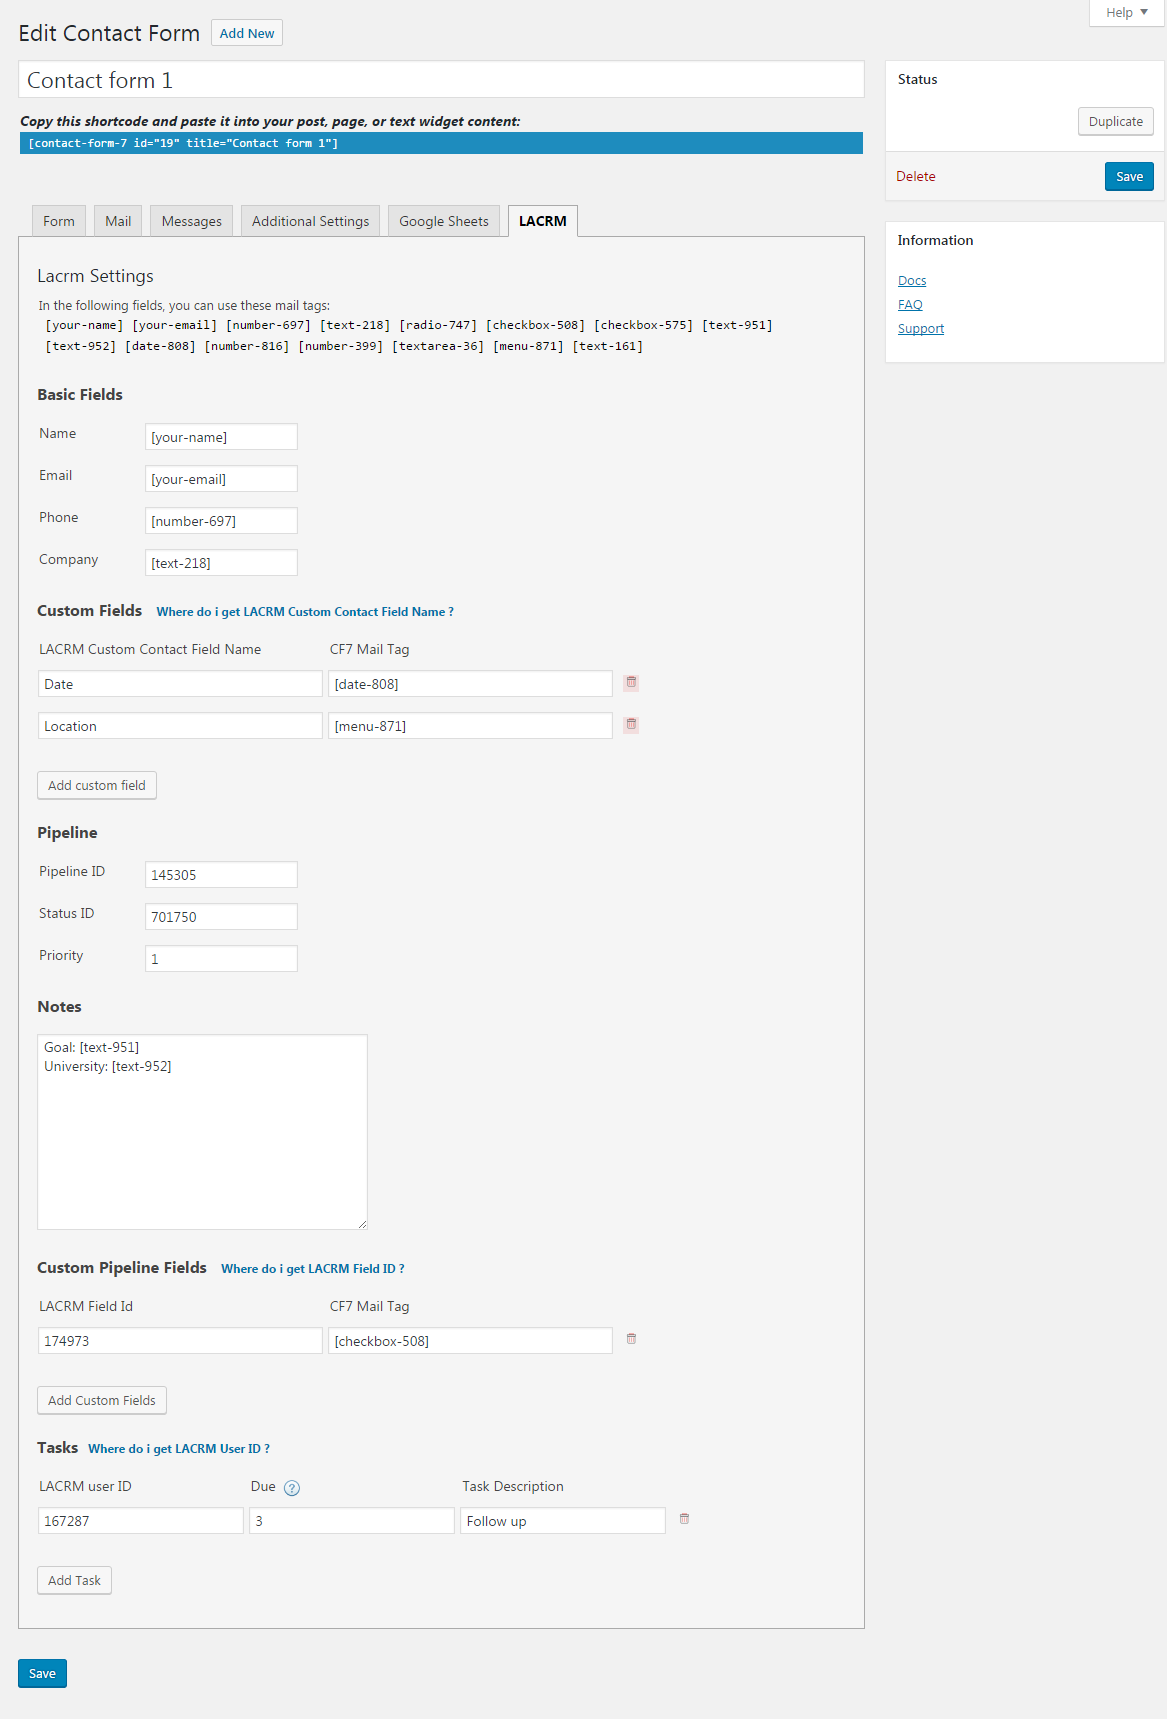 Help
Edit Contact Form Add New
Contact form 1
Copy this shortcode and paste it into your post, page, or text widget content:
[contact-form-7 id="19" title="Contact form 1"]
Status
Duplicate
Delete Save
Information
Docs
FAQ
Support
Form Mail Messages Additional Settings Google Sheets LACRM
Lacrm Settings
In the following fields, you can use these mail tags:
[your-name] [your-email] [number-697] [text-218] [radio-747] [checkbox-508] [checkbox-575] [text-951]
[text-952] [date-808] [number-816] [number-399] [textarea-36] [menu-871] [text-161]
Basic Fields
Name [your-name]
Email [your-email]
Phone [number-697]
Company [text-218]
Custom Fields Where do i get LACRM Custom Contact Field Name ?
LACRM Custom Contact Field Name CF7 Mail Tag
Date [date-808]
Location [menu-871]
Add custom field
Pipeline
Pipeline ID 145305
Status ID 701750
Priority 1
Notes
Goal: [text-951]
University: [text-952]
Custom Pipeline Fields Where do i get LACRM Field ID ?
LACRM Field Id CF7 Mail Tag
174973 [checkbox-508]
Add Custom Fields
Tasks Where do i get LACRM User ID ?
LACRM user ID Due ? Task Description
167287 3 Follow up
Add Task
Save